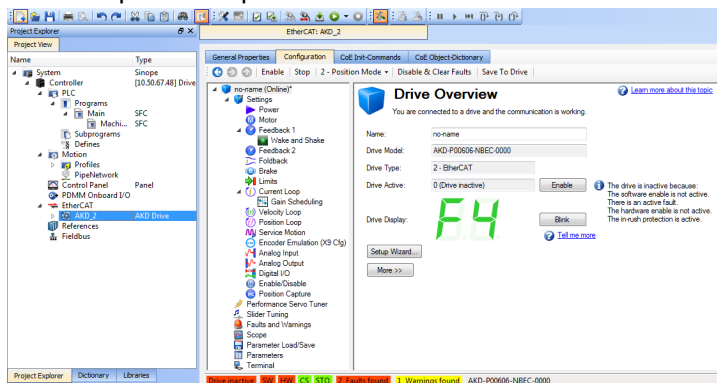 Project Explorer
EtherCAT: AKD_2
Project View
Name Type
System Sinope
Controller [10.50.67.48] Drive
PLC
Programs
Main SFC
Machi... SFC
Subprograms
Defines
Motion
Profiles
PipeNetwork
Control Panel Panel
PDMM Onboard I/O
EtherCAT
AKD_2 AKD Drive
References
Fieldbus
Project Explorer Dictionary Libraries
General Properties Configuration CoE Init-Commands CoE Object-Dictionary
Enable Stop 2 - Position Mode Disable & Clear Faults Save To Drive
no-name (Online)*
Settings
Power
Motor
Feedback 1
Wake and Shake
Feedback 2
Foldback
Brake
Limits
Current Loop
Gain Scheduling
Velocity Loop
Position Loop
Service Motion
Encoder Emulation (X9 Cfg)
Analog Input
Analog Output
Digital I/O
Enable/Disable
Position Capture
Performance Servo Tuner
Slider Tuning
Faults and Warnings
Scope
Parameter Load/Save
Parameters
Terminal
Drive Overview
Learn more about this topic
You are connected to a drive and the communication is working.
Name: no-name
Drive Model: AKD-P00606-NBEC-0000
Drive Type: 2 - EtherCAT
Drive Active: 0 (Drive inactive) Enable
The drive is inactive because:
The software enable is not active.
There is an active fault.
The hardware enable is not active.
The in-rush protection is active.
Drive Display: F4 Blink
Tell me more
Setup Wizard...
More >>
Drive inactive SW HW CS STO 2 Faults found 1 Warnings found AKD-P00606-NBEC-0000